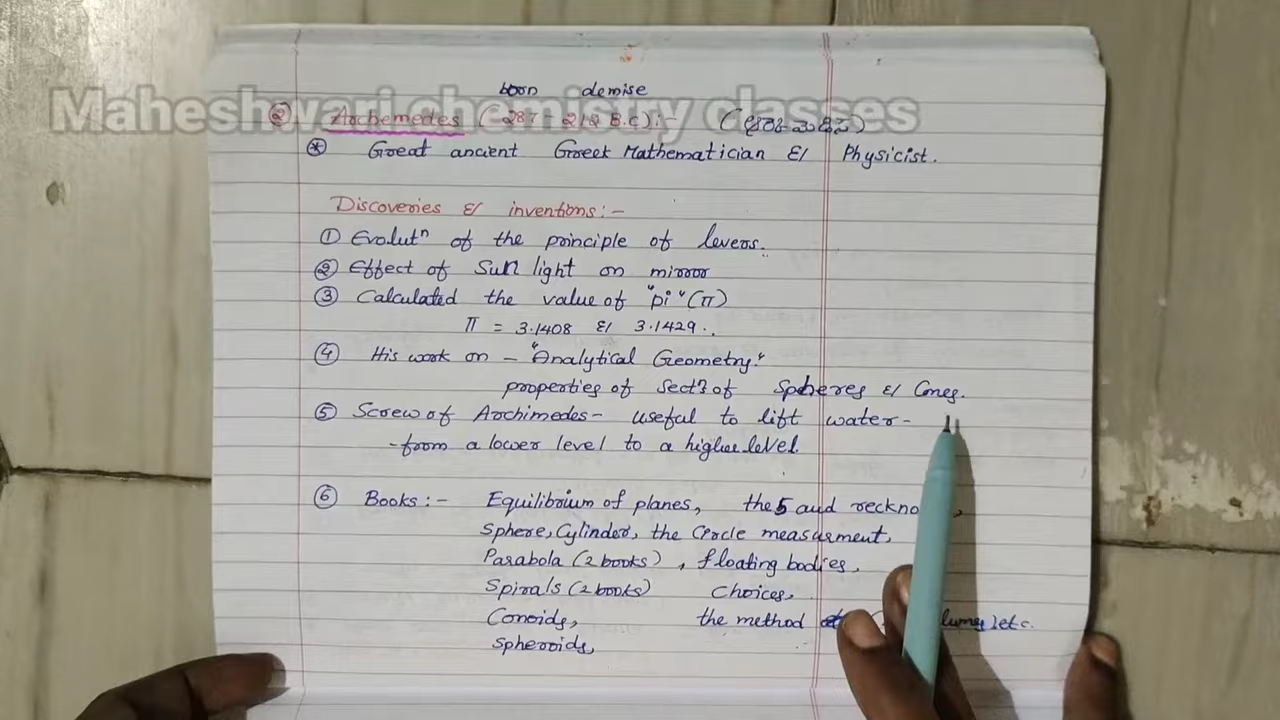 born demise
Maheshwari chemistry classes
② Archemedes (287-212 B.C):-
* Great ancient Greek Mathematician & Physicist.
Discoveries & inventions:-
① Evolutⁿ of the principle of levers.
② Effect of Sun light on mirror
③ Calculated the value of "pi" (π)
π = 3.1408 & 3.1429.
④ His work on - "Analytical Geometry."
properties of of Spheres & Cones.
⑤ Screw of Archimedes - useful to lift water-
-from a lower level to a higher level.
⑥ Books:- Equilibrium of planes, the and
Sphere, Cylinder, the Circle measurment,
Parabola (2 books), floating bodies,
Spirals (2 books) Choices,
Conoids, the method etc.
Spheroids,